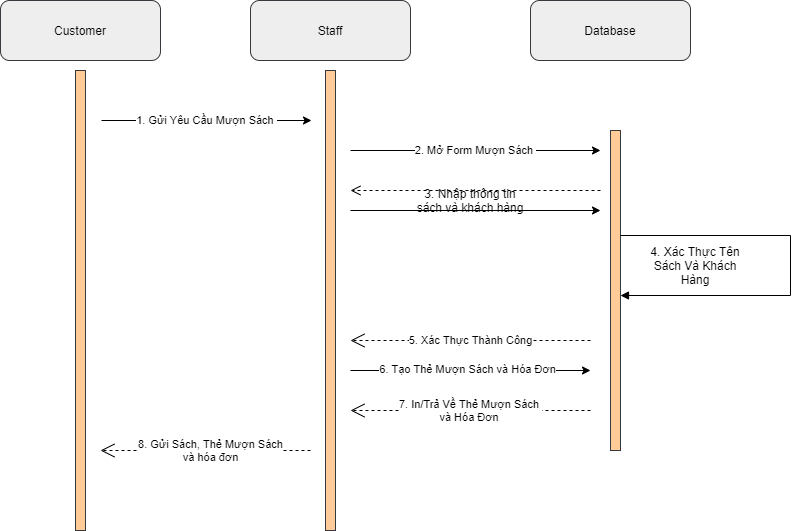 Customer
Staff
Database
1. Gửi Yêu Cầu Mượn Sách
2. Mở Form Mượn Sách
3. Nhập thông tin
sách và khách hàng
4. Xác Thực Tên
Sách Và Khách
Hàng
5. Xác Thực Thành Công
6. Tạo Thẻ Mượn Sách và Hóa Đơn
7. In/Trả Về Thẻ Mượn Sách
và Hóa Đơn
8. Gửi Sách, Thẻ Mượn Sách
và hóa đơn